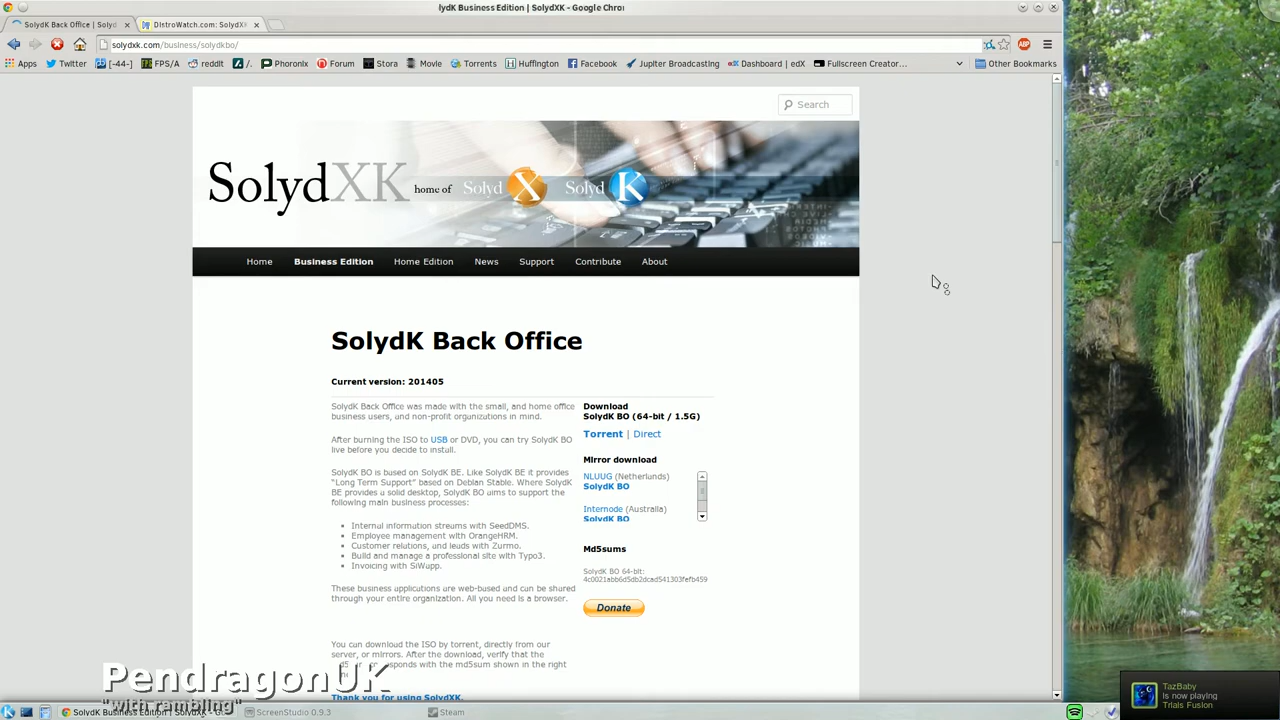 lydK Business Edition | SolydXK - Google Chro
SolydK Back Office | Solyd
DistroWatch.com: SolydX
solydxk.com/business/solydkbo/
Apps Twitter [-44-] FPS/A reddit /. Phoronix Forum Stora Movie Torrents Huffington Facebook Jupiter Broadcasting Dashboard | edX Fullscreen Creator... Other Bookmarks
Search
SolydXK home of Solyd X Solyd K
Home Business Edition Home Edition News Support Contribute About
SolydK Back Office
Current version: 201405
SolydK Back Office was made with the small, and home office
business users, and non-profit organizations in mind.
After burning the ISO to USB or DVD, you can try SolydK BO
live before you decide to install.
SolydK BO is based on SolydK BE. Like SolydK BE it provides
"Long Term Support" based on Debian Stable. Where SolydK
BE provides a solid desktop, SolydK BO aims to support the
following main business processes:
Internal information streams with SeedDMS.
Employee management with OrangeHRM.
Customer relations, and leads with Zurmo.
Build and manage a professional site with Typo3.
Invoicing with SiWapp.
These business applications are web-based and can be shared
through your entire organization. All you need is a browser.
You can download the ISO by torrent, directly from our
server, or mirrors. After the download, verify that the
responds with the md5sum shown in the right
Thank you for using SolydXK.
Download
SolydK BO (64-bit / 1.5G)
Torrent | Direct
Mirror download
NLUUG (Netherlands)
SolydK BO
Internode (Australia)
SolydK BO
Md5sums
SolydK BO 64-bit:
4c0021abb6d5db2dcad541303fefb459
Donate
PendragonUK
"with rambling"
TazBaby
Is now playing
Trials Fusion
SolydK Business Edition | SolydXK - G
ScreenStudio 0.9.3
Steam